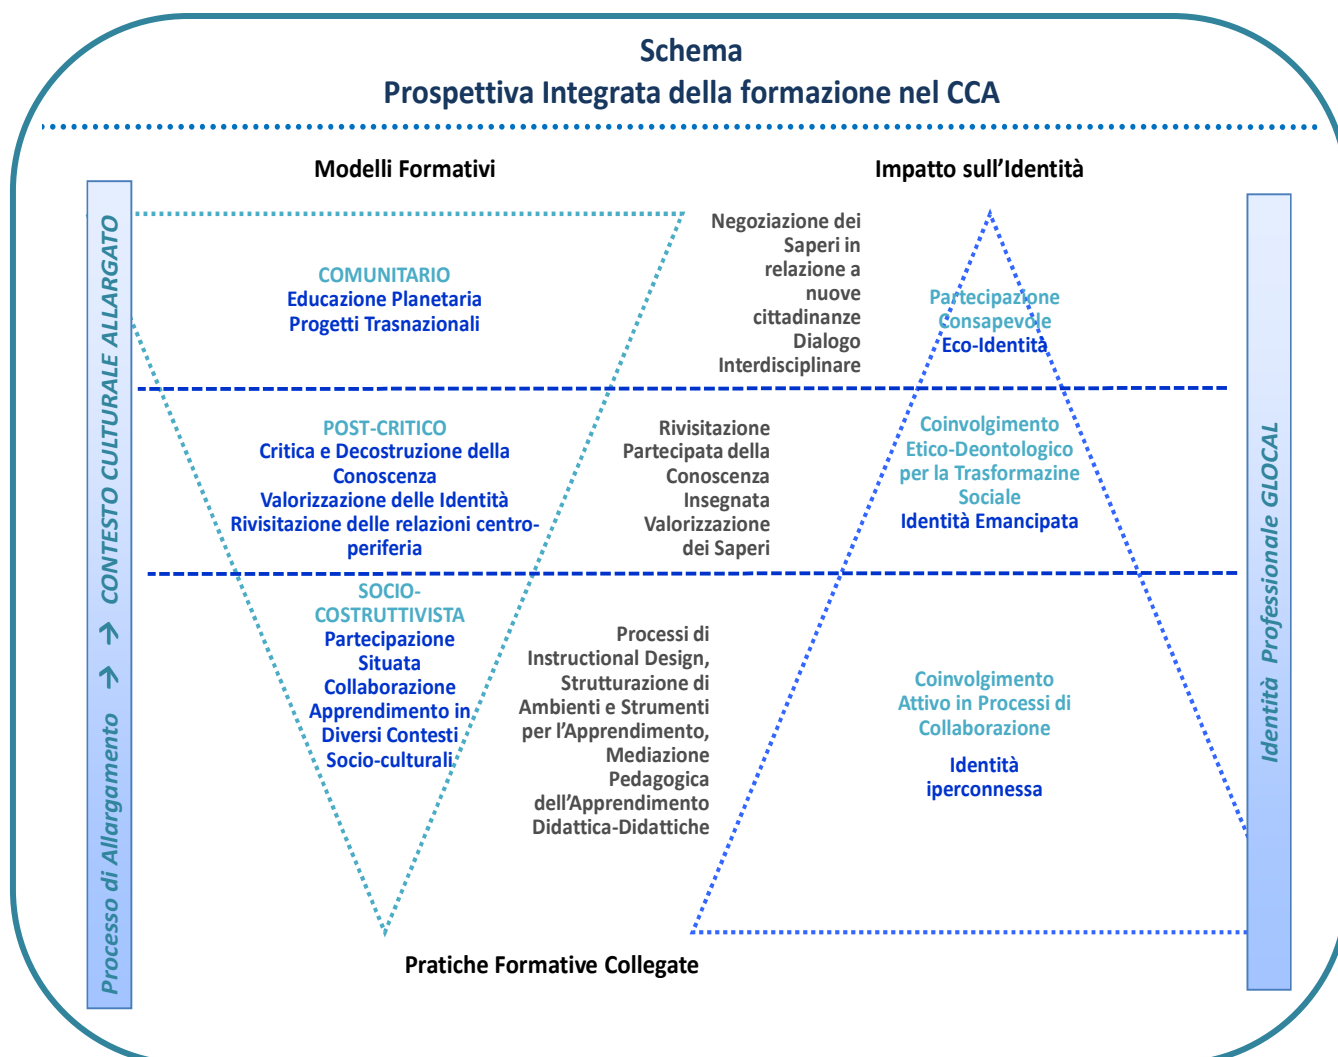 Schema
Prospettiva Integrata della formazione nel CCA
Modelli Formativi
Impatto sull'Identità
Processo di Allargamento → → CONTESTO CULTURALE ALLARGATO
COMUNITARIO
Educazione Planetaria
Progetti Trasnazionali
Negoziazione dei
Saperi in
relazione a
nuove
cittadinanze
Dialogo
Interdisciplinare
Partecipazione
Consapevole
Eco-Identità
POST-CRITICO
Critica e Decostruzione della
Conoscenza
Valorizzazione delle Identità
Rivisitazione delle relazioni centro-
periferia
Rivisitazione
Partecipata della
Conoscenza
Insegnata
Valorizzazione
dei Saperi
Coinvolgimento
Etico-Deontologico
per la Trasformazine
Sociale
Identità Emancipata
SOCIO-
COSTRUTTIVISTA
Partecipazione
Situata
Collaborazione
Apprendimento in
Diversi Contesti
Socio-culturali
Processi di
Instructional Design,
Strutturazione di
Ambienti e Strumenti
per l'Apprendimento,
Mediazione
Pedagogica
dell'Apprendimento
Didattica-Didattiche
Coinvolgimento
Attivo in Processi di
Collaborazione
Identità
iperconnessa
Identità Professionale GLOCAL
Pratiche Formative Collegate